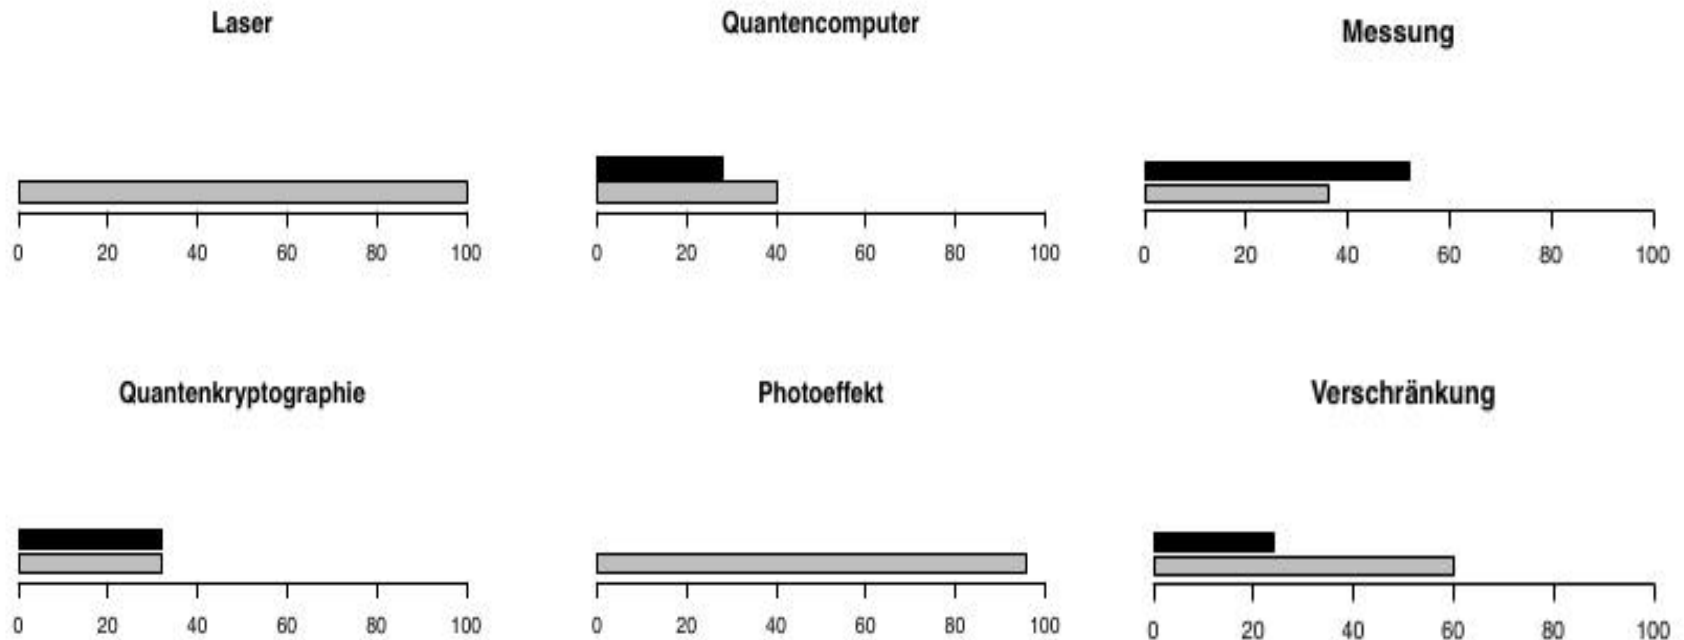 Laser
0 20 40 60 80 100
Quantencomputer
0 20 40 60 80 100
Messung
0 20 40 60 80 100
Quantenkryptographie
0 20 40 60 80 100
Photoeffekt
0 20 40 60 80 100
Verschränkung
0 20 40 60 80 100